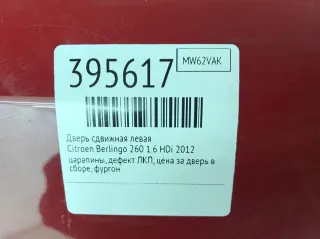 395617
MW62VAK
Дверь сдвижная левая
Citroen Berlingo 260 1.6 HDi 2012
царапины, дефект ЛКП, цена за дверь в
сборе, фургон